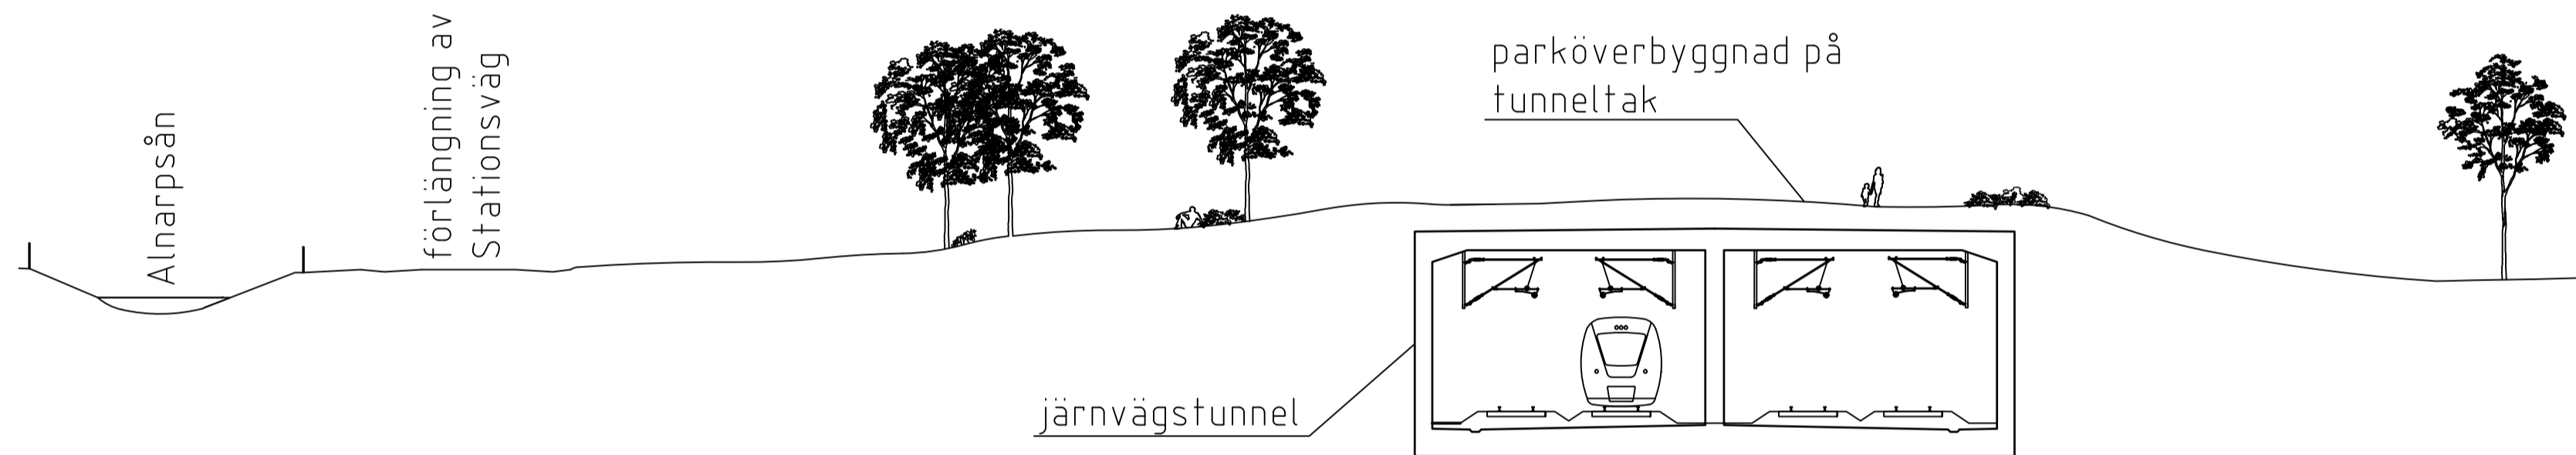 Alnarpsån
förlängning av
Stationsväg
parköverbyggnad på
tunneltak
järnvägstunnel